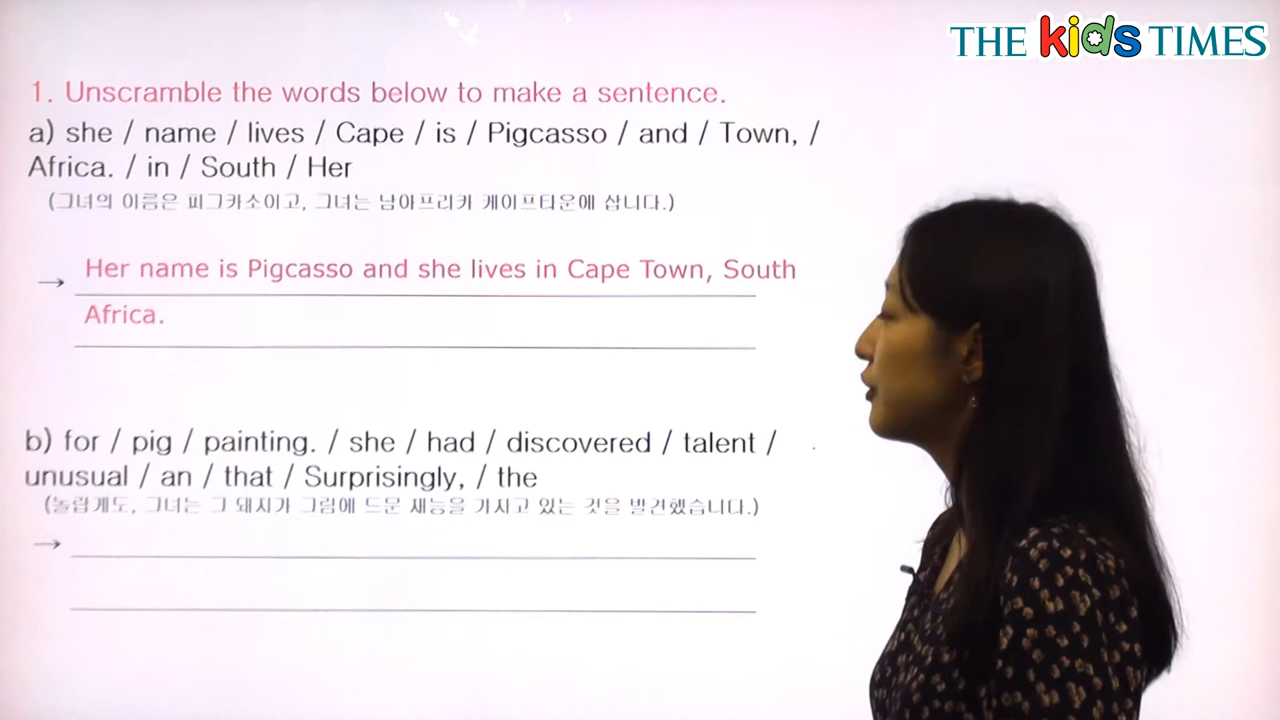 THE kids TIMES
1. Unscramble the words below to make a sentence.
a) she / name / lives / Cape / is / Pigcasso / and / Town, /
Africa. / in / South / Her
(그녀의 이름은 피그카소이고, 그녀는 남아프리카 케이프타운에 삽니다.)
→ Her name is Pigcasso and she lives in Cape Town, South
Africa.
b) for / pig / painting. / she / had / discovered / talent /
unusual / an / that / Surprisingly, / the
(놀랍게도, 그녀는 그 돼지가 그림에 드문 재능을 가지고 있는 것을 발견했습니다.)
→